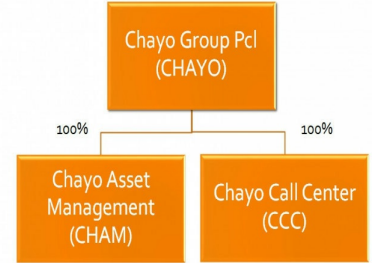 Chayo Group Pcl
(CHAYO)
100%
100%
Chayo Asset
Management
(CHAM)
Chayo Call Center
(CCC)